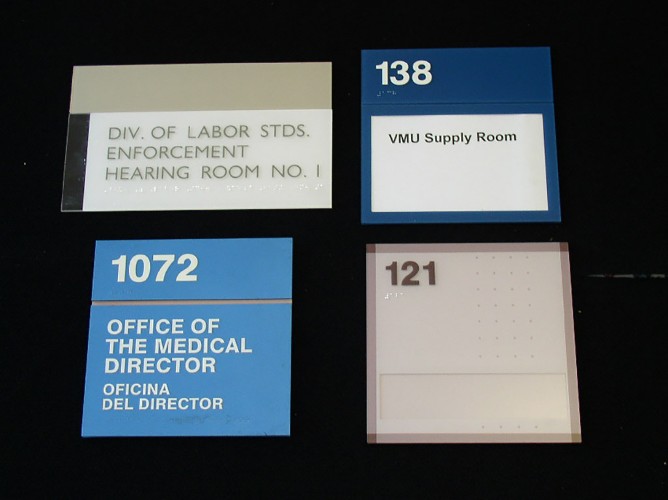 DIV. OF LABOR STDS.
ENFORCEMENT
HEARING ROOM NO. 1
138
VMU Supply Room
1072
OFFICE OF
THE MEDICAL
DIRECTOR
OFICINA
DEL DIRECTOR
121